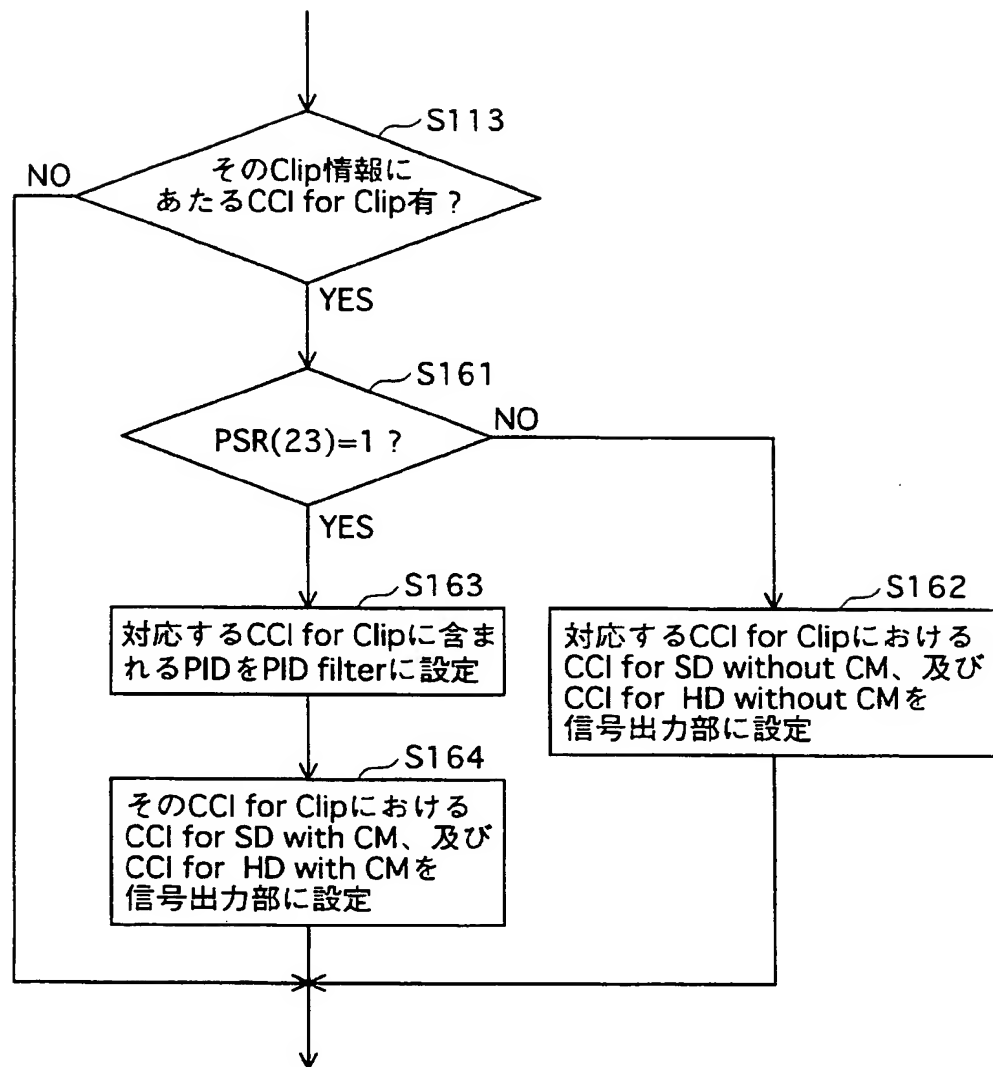 S113
NO
そのClip情報に
あたるCCI for Clip有？
YES
S161
NO
PSR(23)=1 ?
YES
S163
対応するCCI for Clipに含ま
れるPIDをPID filterに設定
S162
対応するCCI for Clipにおける
CCI for SD without CM、及び
CCI for HD without CMを
信号出力部に設定
S164
そのCCI for Clipにおける
CCI for SD with CM、及び
CCI for HD with CMを
信号出力部に設定